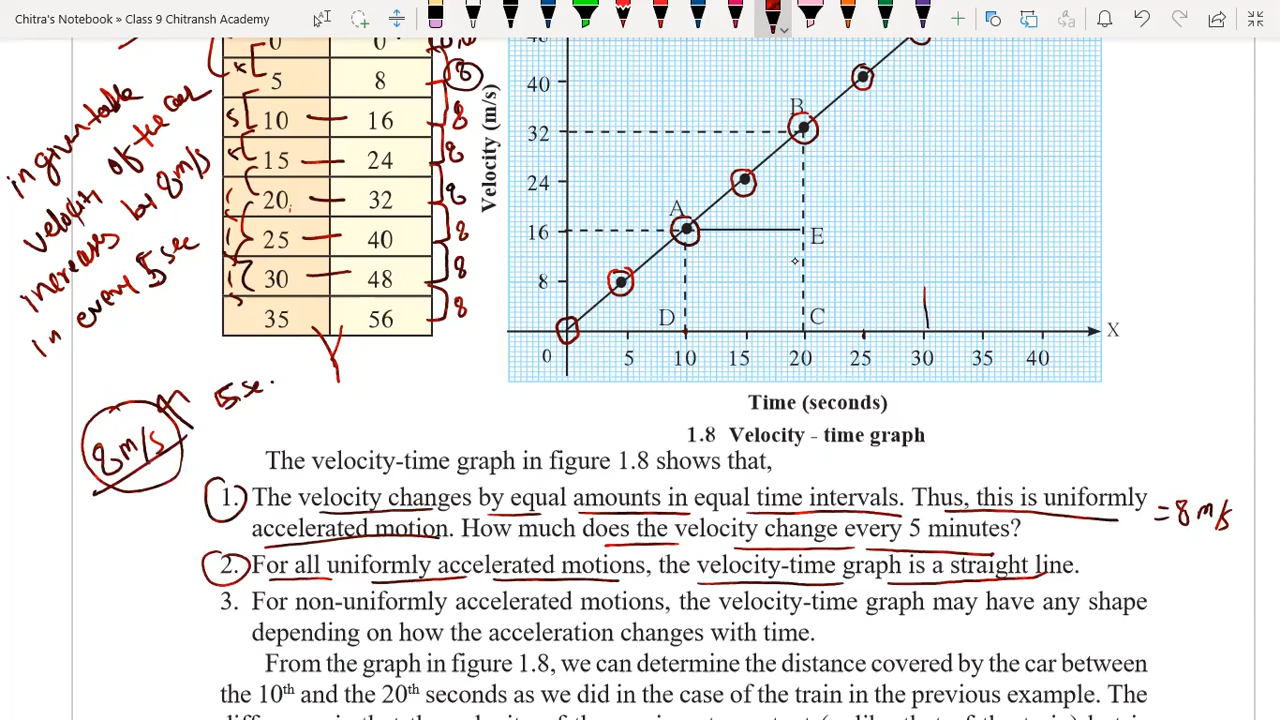 Chitra's Notebook » Class 9 Chitransh Academy
0 0
5 8 8
5 10 16 8
15 24 8
20 32 8
25 40 8
30 48 8
35 56 8
in given table
velocity of the car
increases by 8m/s
in every 5 sec
8 m/s 5 se
Velocity (m/s)
40
32
24
16
8
A
B
D
C
E
X
0 5 10 15 20 25 30 35 40
Time (seconds)
1.8 Velocity - time graph
The velocity-time graph in figure 1.8 shows that,
1. The velocity changes by equal amounts in equal time intervals. Thus, this is uniformly
accelerated motion. How much does the velocity change every 5 minutes?
= 8 m/s
2. For all uniformly accelerated motions, the velocity-time graph is a straight line.
3. For non-uniformly accelerated motions, the velocity-time graph may have any shape
depending on how the acceleration changes with time.
From the graph in figure 1.8, we can determine the distance covered by the car between
the 10th and the 20th seconds as we did in the case of the train in the previous example. The